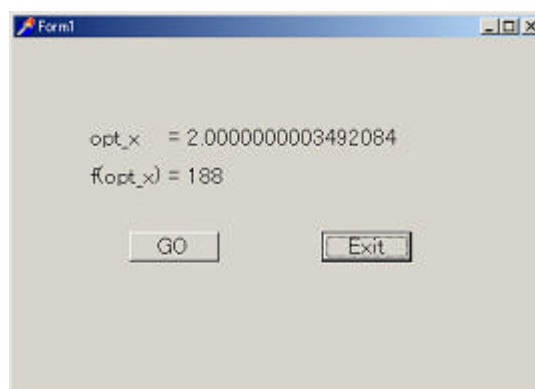 Form1
opt_x = 2.0000000003492084
f(opt_x) = 188
GO Exit